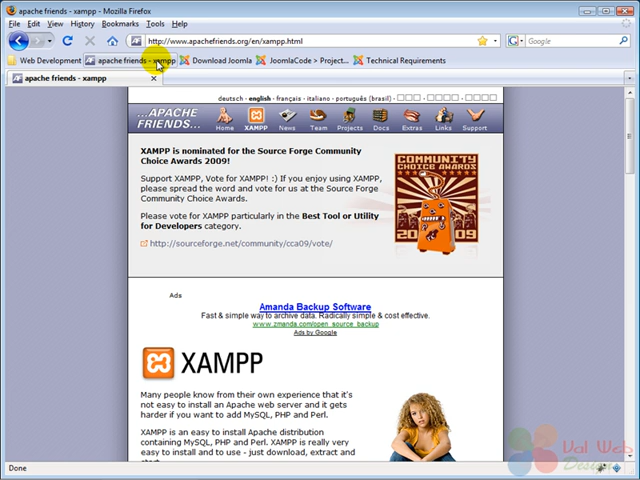 apache friends - xampp - Mozilla Firefox
File Edit View History Bookmarks Tools Help
http://www.apachefriends.org/en/xampp.html
Google
Web Development apache friends - xampp Download Joomla JoomlaCode > Project... Technical Requirements
apache friends - xampp
deutsch - english - français - italiano - português (brasil) -
...APACHE
FRIENDS...
Home XAMPP News Team Projects Docs Extras Links Support
XAMPP is nominated for the Source Forge Community
Choice Awards 2009!
Support XAMPP, Vote for XAMPP! :) If you enjoy using XAMPP,
please spread the word and vote for us at the Source Forge
Community Choice Awards.
Please vote for XAMPP particularly in the Best Tool or Utility
for Developers category.
http://sourceforge.net/community/cca09/vote/
COMMUNITY
CHOICE AWARDS
2009
Ads
Amanda Backup Software
Fast & simple way to archive data. Radically simple & cost effective.
www.zmanda.com/open_source_backup
Ads by Google
XAMPP
Many people know from their own experience that it's
not easy to install an Apache web server and it gets
harder if you want to add MySQL, PHP and Perl.
XAMPP is an easy to install Apache distribution
containing MySQL, PHP and Perl. XAMPP is really very
easy to install and to use - just download, extract and
start.
Val Web
Designs
Done